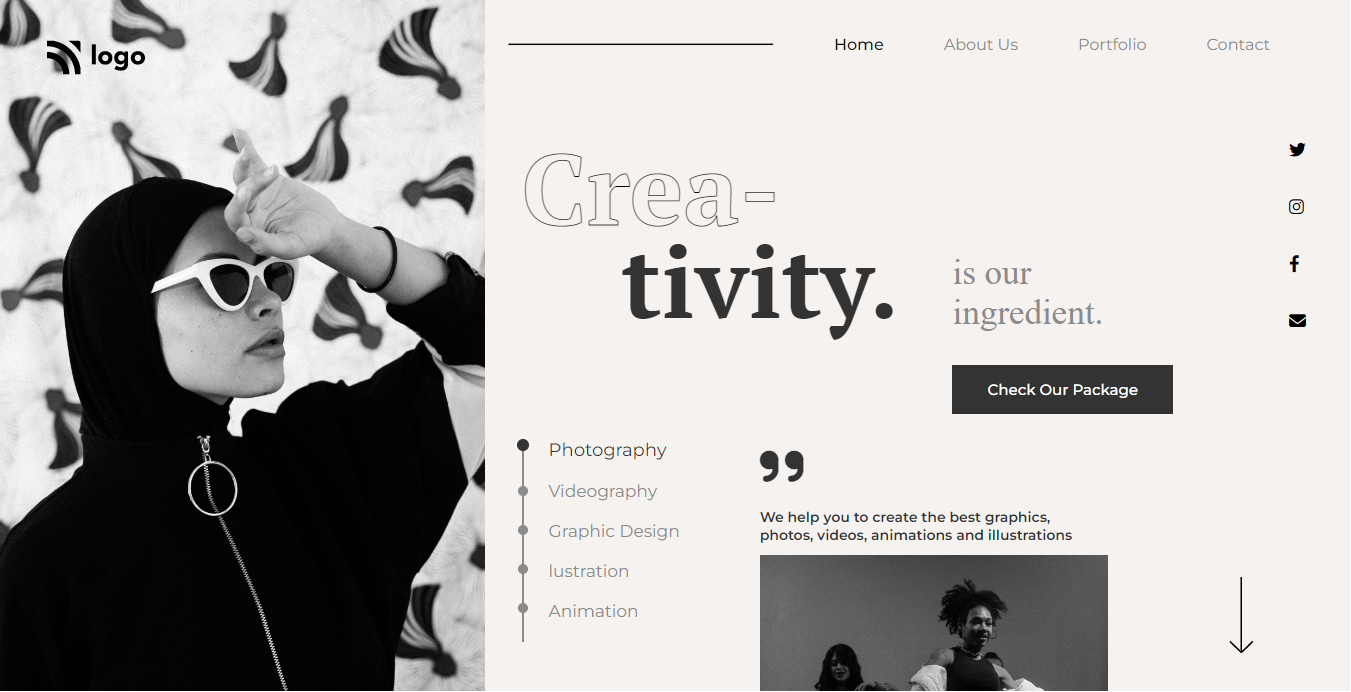 logo
Home About Us Portfolio Contact
Crea-
tivity.
is our
ingredient.
Check Our Package
Photography
Videography
Graphic Design
lustration
Animation
”
We help you to create the best graphics,
photos, videos, animations and illustrations